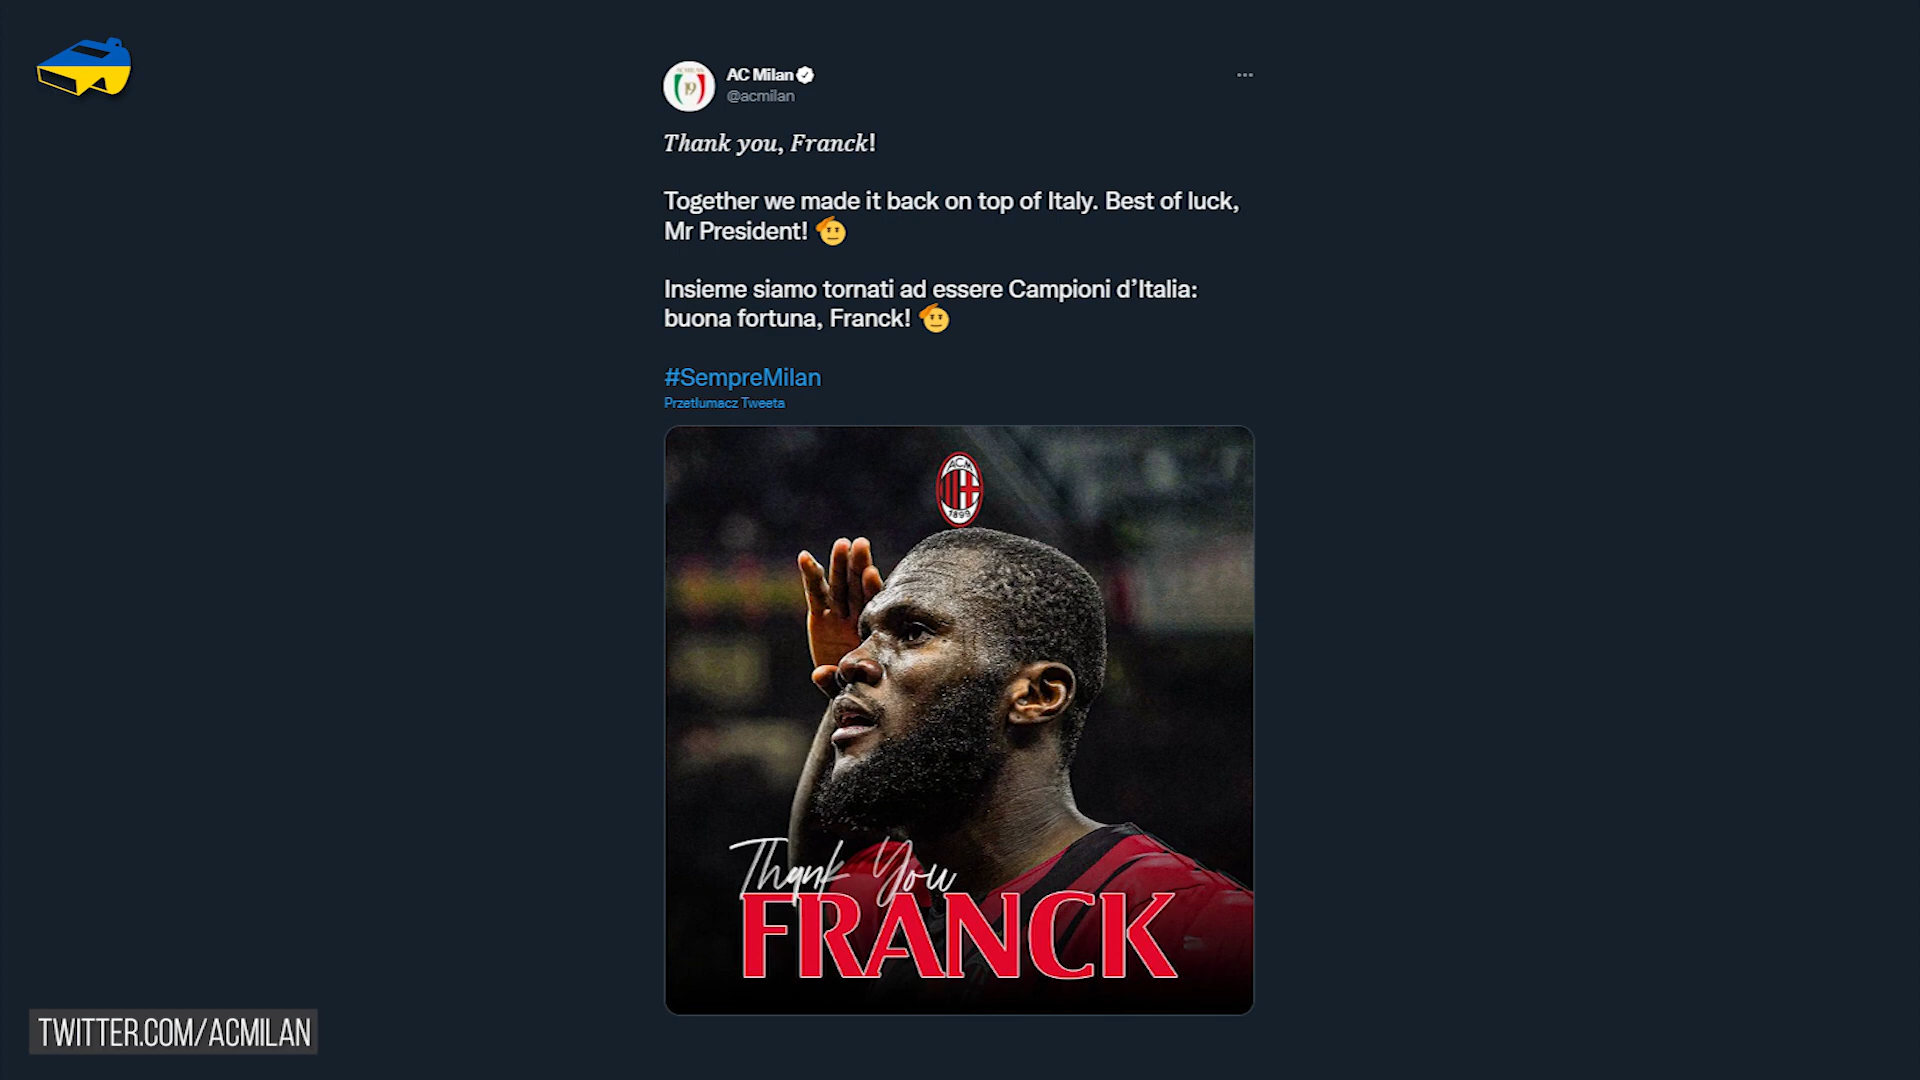 AC Milan
@acmilan
Thank you, Franck!
Together we made it back on top of Italy. Best of luck,
Mr President! 🫡
Insieme siamo tornati ad essere Campioni d’Italia:
buona fortuna, Franck! 🫡
#SempreMilan
Przetłumacz Tweeta
ACM
1899
Thank You
FRANCK
TWITTER.COM/ACMILAN